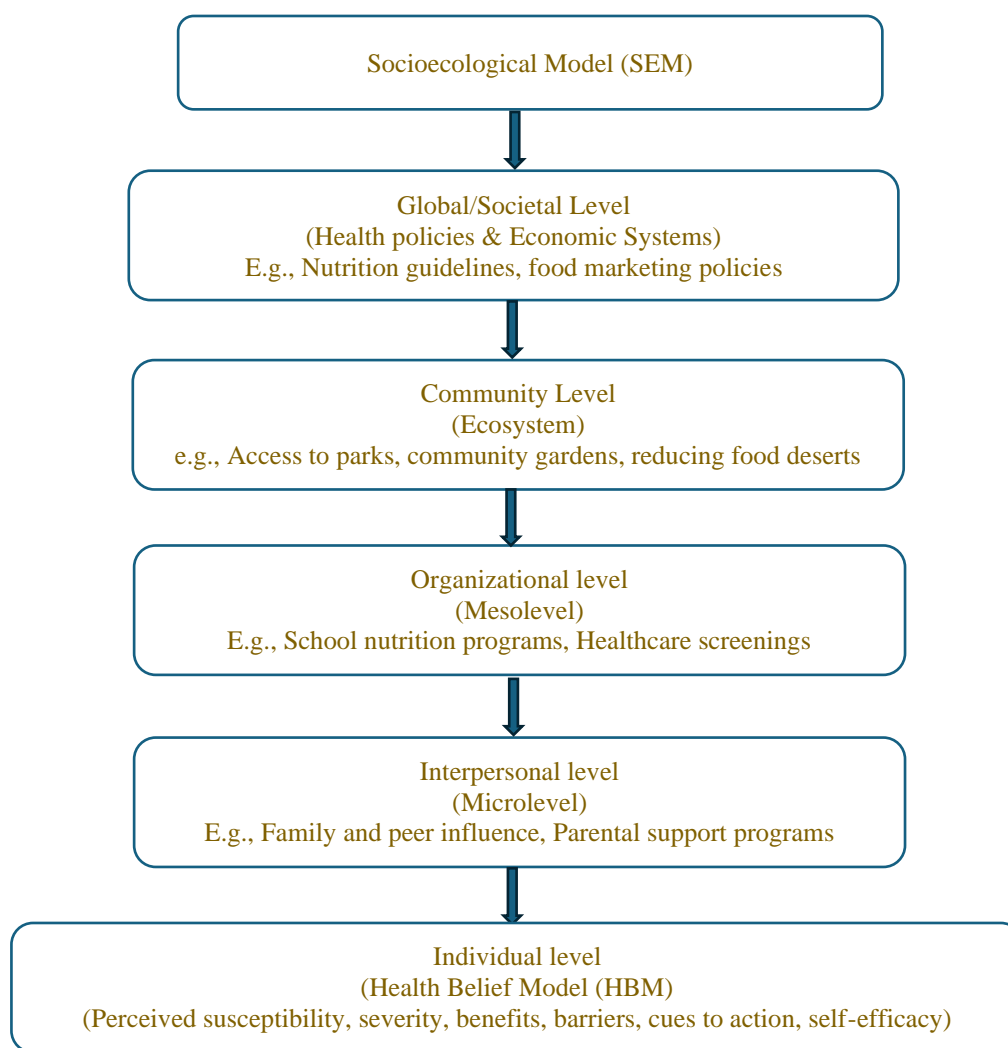 Socioecological Model (SEM)
Global/Societal Level
(Health policies & Economic Systems)
E.g., Nutrition guidelines, food marketing policies
Community Level
(Ecosystem)
e.g., Access to parks, community gardens, reducing food deserts
Organizational level
(Mesolevel)
E.g., School nutrition programs, Healthcare screenings
Interpersonal level
(Microlevel)
E.g., Family and peer influence, Parental support programs
Individual level
(Health Belief Model (HBM)
(Perceived susceptibility, severity, benefits, barriers, cues to action, self-efficacy)